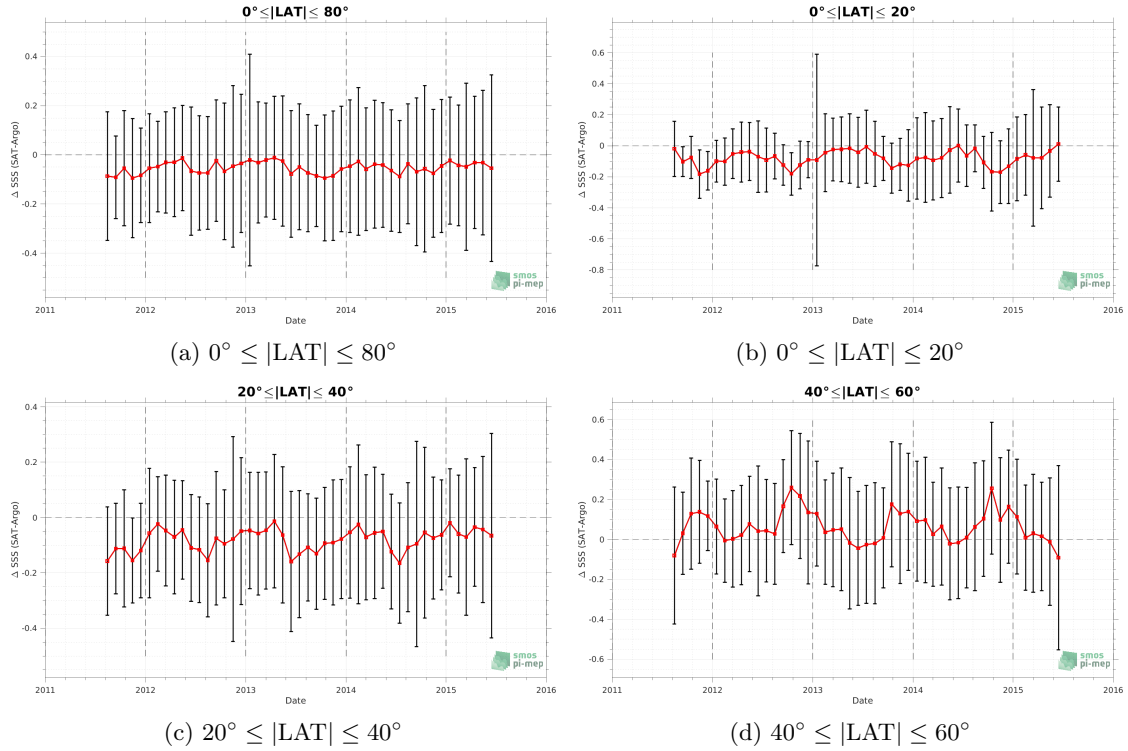 0°≤|LAT|≤ 80°
0.4
0.2
0
-0.2
-0.4
Δ SSS (SAT-Argo)
2011
2012
2013
2014
2015
2016
Date
smos
pi-mep
(a) 0° ≤ |LAT| ≤ 80°
0°≤|LAT|≤ 20°
0.6
0.4
0.2
0
-0.2
-0.4
-0.6
-0.8
Δ SSS (SAT-Argo)
2011
2012
2013
2014
2015
2016
Date
smos
pi-mep
(b) 0° ≤ |LAT| ≤ 20°
20°≤|LAT|≤ 40°
0.4
0.2
0
-0.2
-0.4
Δ SSS (SAT-Argo)
2011
2012
2013
2014
2015
2016
Date
smos
pi-mep
(c) 20° ≤ |LAT| ≤ 40°
40°≤|LAT|≤ 60°
0.6
0.4
0.2
0
-0.2
-0.4
-0.6
Δ SSS (SAT-Argo)
2011
2012
2013
2014
2015
2016
Date
smos
pi-mep
(d) 40° ≤ |LAT| ≤ 60°